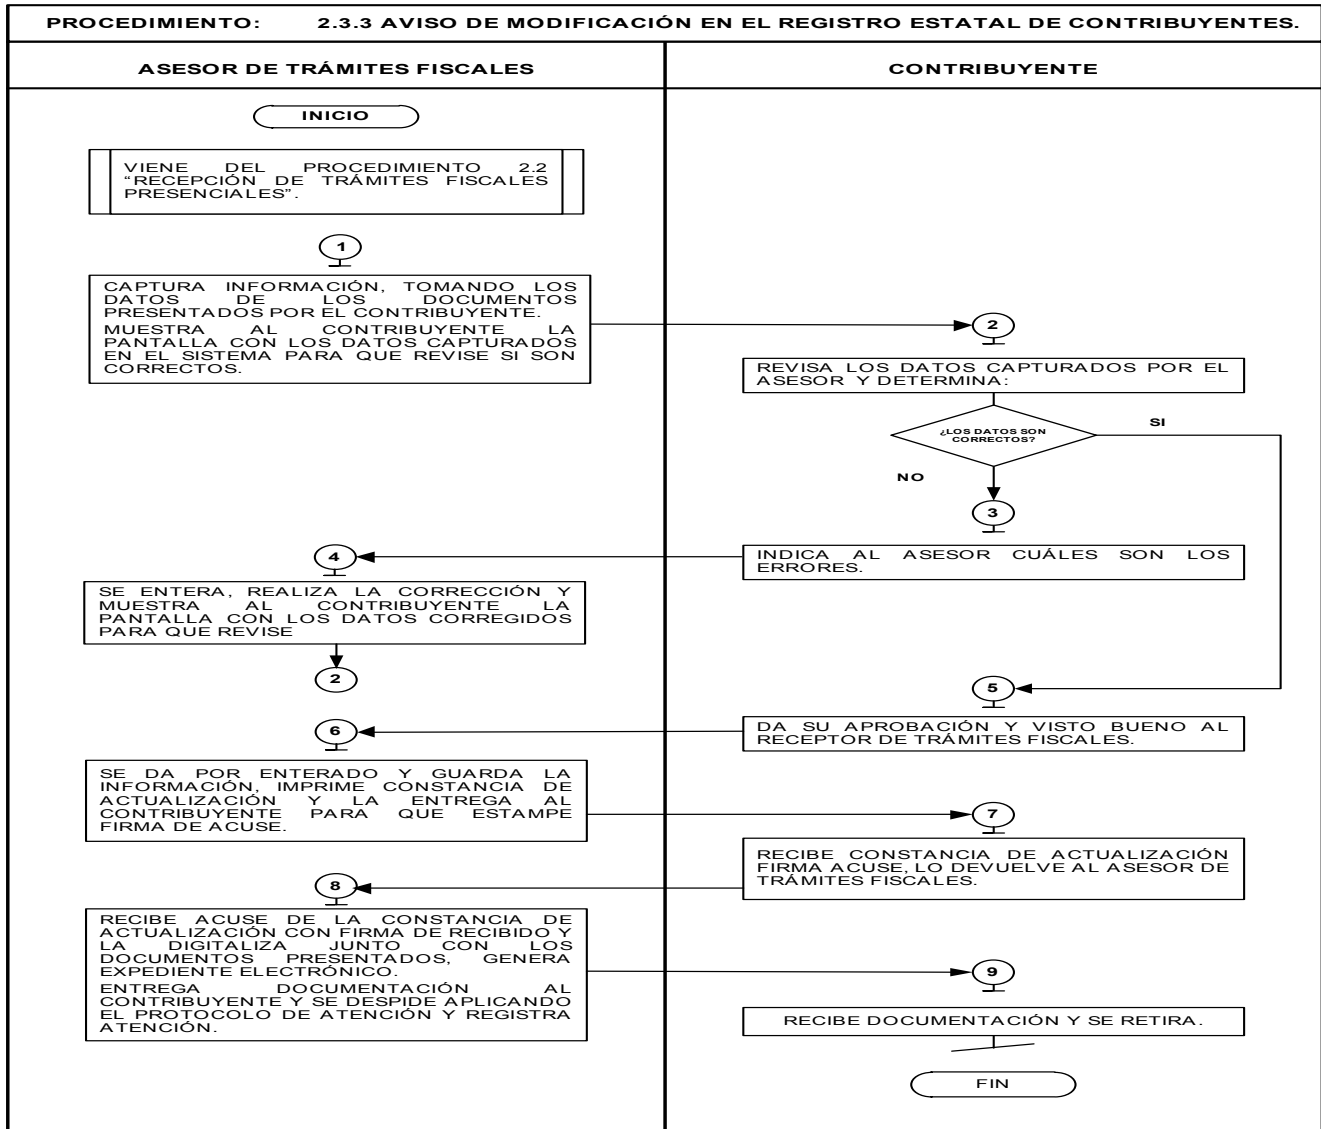 PROCEDIMIENTO: 2.3.3 AVISO DE MODIFICACIÓN EN EL REGISTRO ESTATAL DE CONTRIBUYENTES.
ASESOR DE TRÁMITES FISCALES
CONTRIBUYENTE
INICIO
VIENE DEL PROCEDIMIENTO 2.2
“RECEPCIÓN DE TRÁMITES FISCALES
PRESENCIALES”.
1
CAPTURA INFORMACIÓN, TOMANDO LOS
DATOS DE LOS DOCUMENTOS
PRESENTADOS POR EL CONTRIBUYENTE.
MUESTRA AL CONTRIBUYENTE LA
PANTALLA CON LOS DATOS CAPTURADOS
EN EL SISTEMA PARA QUE REVISE SI SON
CORRECTOS.
2
REVISA LOS DATOS CAPTURADOS POR EL
ASESOR Y DETERMINA:
¿LOS DATOS SON
CORRECTOS?
SI
NO
3
INDICA AL ASESOR CUÁLES SON LOS
ERRORES.
4
SE ENTERA, REALIZA LA CORRECCIÓN Y
MUESTRA AL CONTRIBUYENTE LA
PANTALLA CON LOS DATOS CORREGIDOS
PARA QUE REVISE
2
5
DA SU APROBACIÓN Y VISTO BUENO AL
RECEPTOR DE TRÁMITES FISCALES.
6
SE DA POR ENTERADO Y GUARDA LA
INFORMACIÓN, IMPRIME CONSTANCIA DE
ACTUALIZACIÓN Y LA ENTREGA AL
CONTRIBUYENTE PARA QUE ESTAMPE
FIRMA DE ACUSE.
7
RECIBE CONSTANCIA DE ACTUALIZACIÓN
FIRMA ACUSE, LO DEVUELVE AL ASESOR DE
TRÁMITES FISCALES.
8
RECIBE ACUSE DE LA CONSTANCIA DE
ACTUALIZACIÓN CON FIRMA DE RECIBIDO Y
LA DIGITALIZA JUNTO CON LOS
DOCUMENTOS PRESENTADOS, GENERA
EXPEDIENTE ELECTRÓNICO.
ENTREGA DOCUMENTACIÓN AL
CONTRIBUYENTE Y SE DESPIDE APLICANDO
EL PROTOCOLO DE ATENCIÓN Y REGISTRA
ATENCIÓN.
9
RECIBE DOCUMENTACIÓN Y SE RETIRA.
FIN